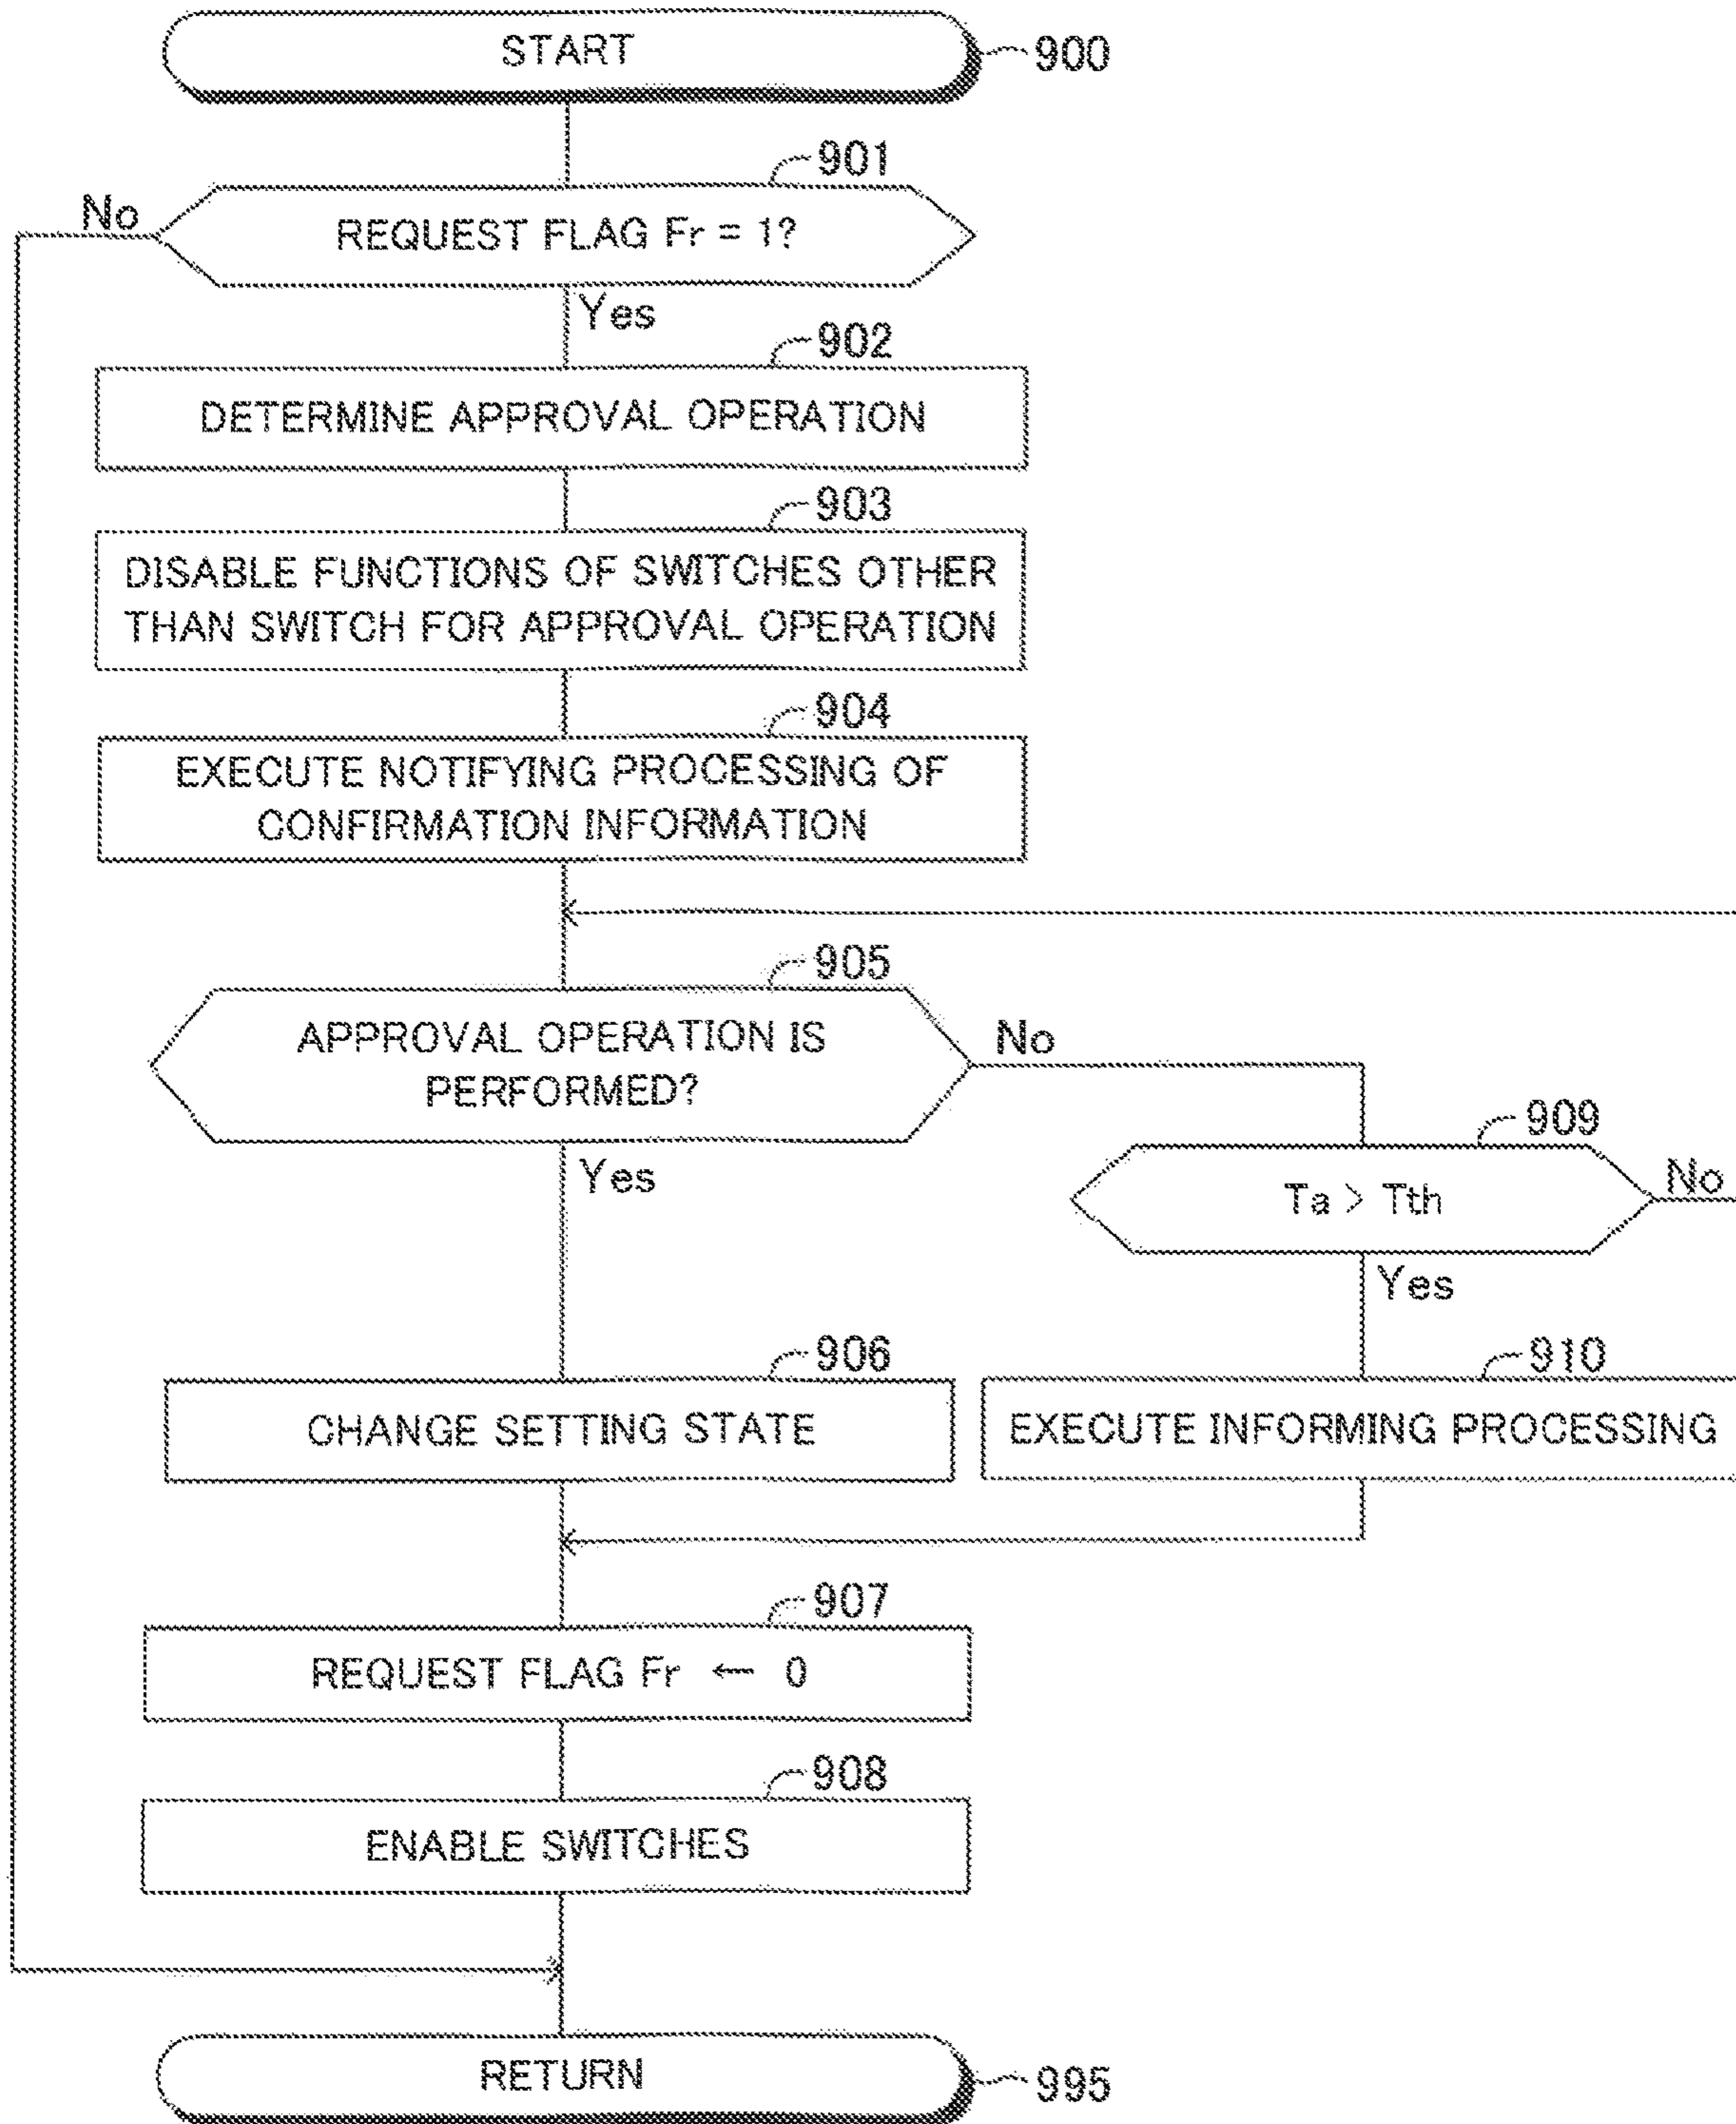 START
900
901
No
REQUEST FLAG Fr = 1?
Yes
902
DETERMINE APPROVAL OPERATION
903
DISABLE FUNCTIONS OF SWITCHES OTHER
THAN SWITCH FOR APPROVAL OPERATION
904
EXECUTE NOTIFYING PROCESSING OF
CONFIRMATION INFORMATION
905
APPROVAL OPERATION IS
PERFORMED?
No
Yes
909
Ta > Tth
No
Yes
906
CHANGE SETTING STATE
910
EXECUTE INFORMING PROCESSING
907
REQUEST FLAG Fr ← 0
908
ENABLE SWITCHES
RETURN
995